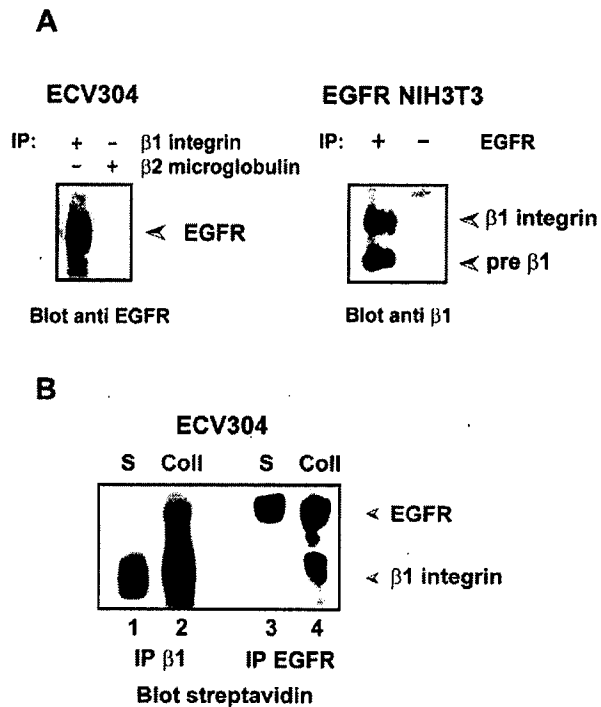 A
ECV304
EGFR NIH3T3
IP: + – β1 integrin
– + β2 microglobulin
IP: + – EGFR
EGFR
β1 integrin
pre β1
Blot anti EGFR
Blot anti β1
B
ECV304
S Coll S Coll
EGFR
β1 integrin
1 2 3 4
IP β1 IP EGFR
Blot streptavidin